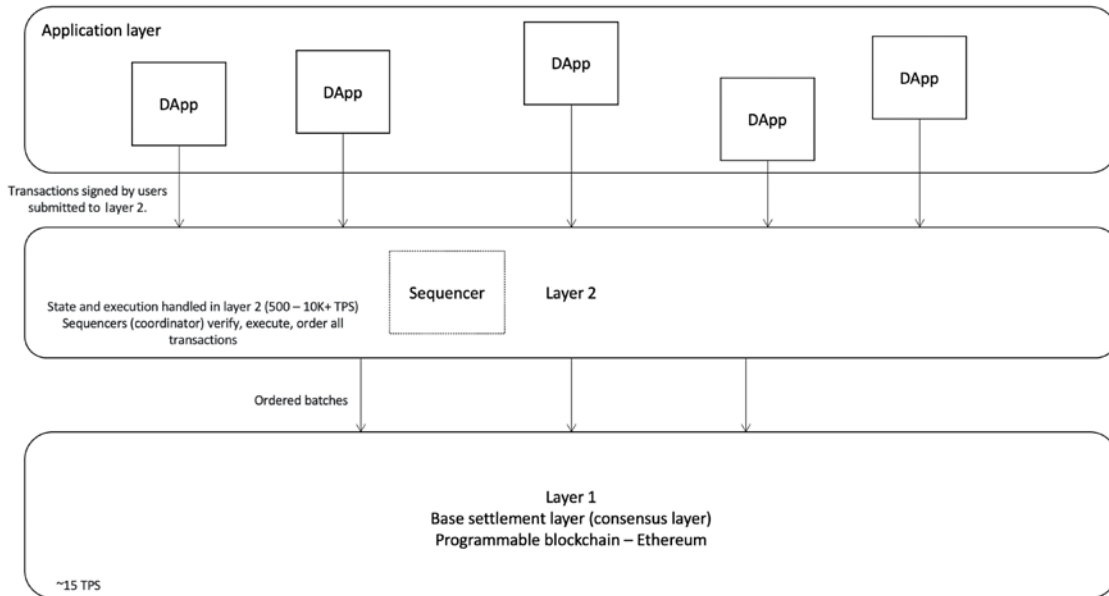 Application layer
DApp
DApp
DApp
DApp
DApp
Transactions signed by users
submitted to layer 2.
Sequencer
Layer 2
State and execution handled in layer 2 (500 – 10K+ TPS)
Sequencers (coordinator) verify, execute, order all
transactions
Ordered batches
Layer 1
Base settlement layer (consensus layer)
Programmable blockchain – Ethereum
~15 TPS